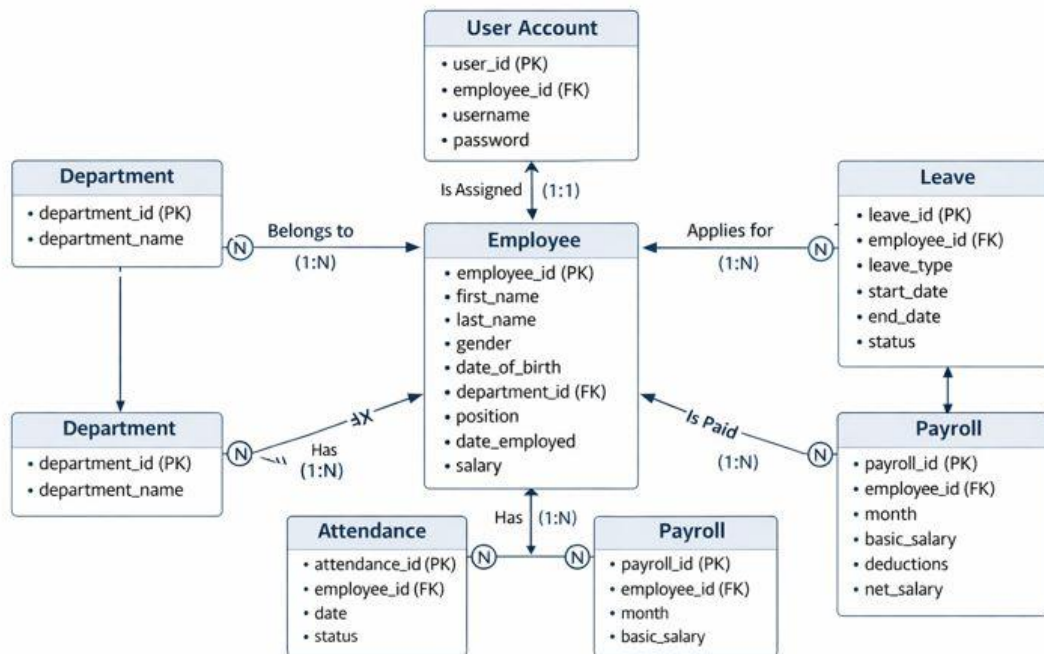 User Account
• user_id (PK)
• employee_id (FK)
• username
• password
Is Assigned (1:1)
Department
• department_id (PK)
• department_name
N
Belongs to
(1:N)
Employee
• employee_id (PK)
• first_name
• last_name
• gender
• date_of_birth
• department_id (FK)
• position
• date_employed
• salary
Applies for
(1:N)
N
Leave
• leave_id (PK)
• employee_id (FK)
• leave_type
• start_date
• end_date
• status
Department
• department_id (PK)
• department_name
N
Has
(1:N)
Is Paid
(1:N)
N
Payroll
• payroll_id (PK)
• employee_id (FK)
• month
• basic_salary
• deductions
• net_salary
Has (1:N)
Attendance
• attendance_id (PK)
• employee_id (FK)
• date
• status
N
N
Payroll
• payroll_id (PK)
• employee_id (FK)
• month
• basic_salary